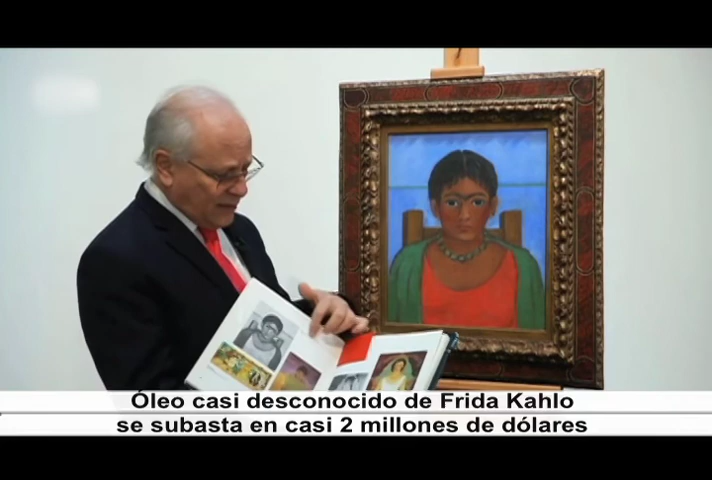 Óleo casi desconocido de Frida Kahlo
se subasta en casi 2 millones de dólares